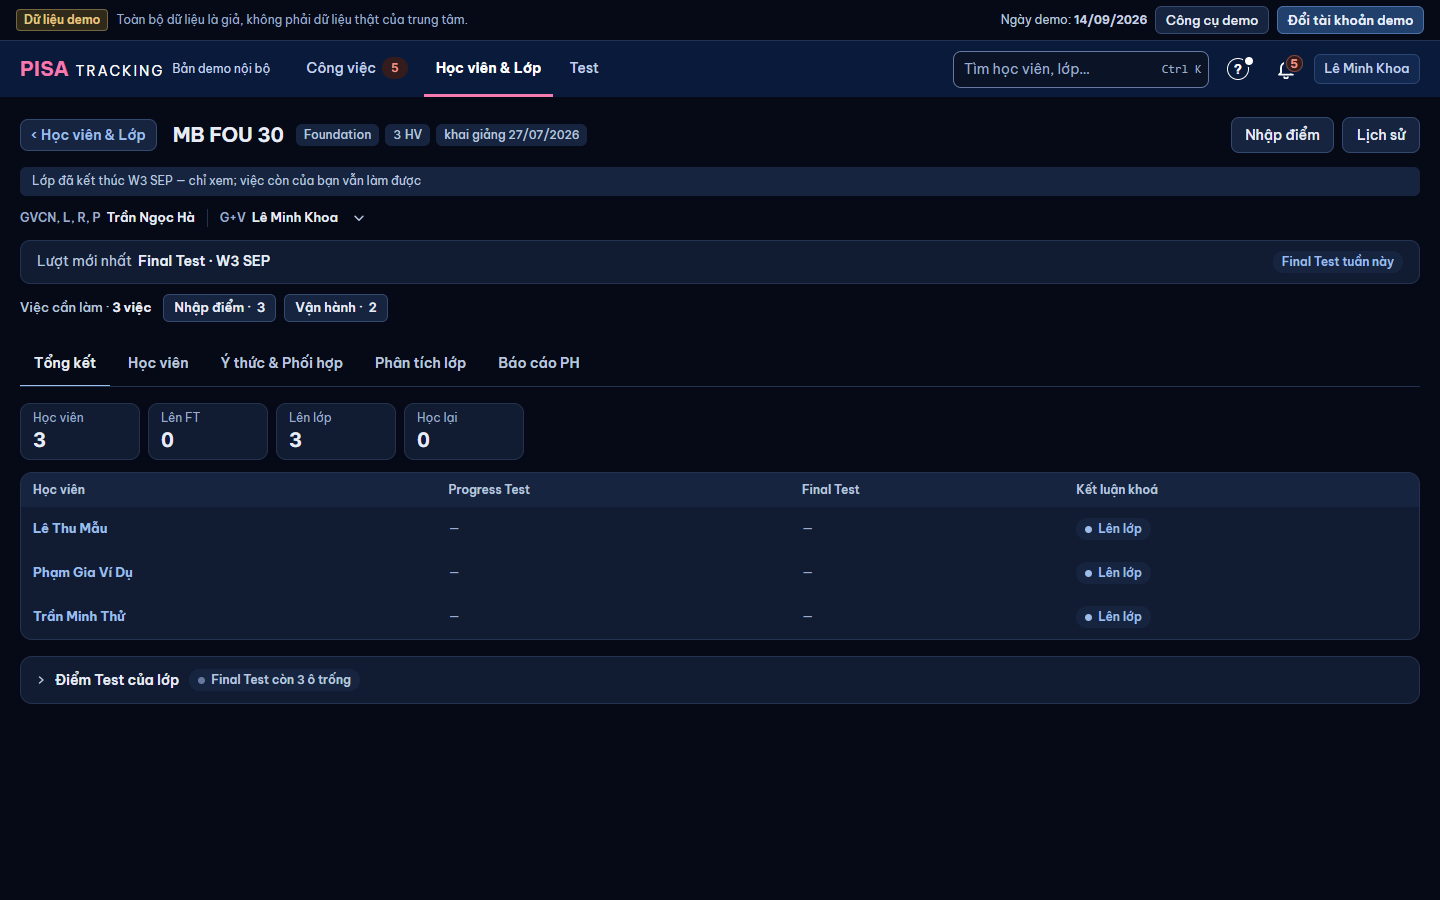 Dữ liệu demo Toàn bộ dữ liệu là giả, không phải dữ liệu thật của trung tâm. Ngày demo: 14/09/2026 Công cụ demo Đổi tài khoản demo
PISA TRACKING Bản demo nội bộ Công việc 5 Học viên & Lớp Test Tìm học viên, lớp... Ctrl K ? 5 Lê Minh Khoa
‹ Học viên & Lớp MB FOU 30 Foundation 3 HV khai giảng 27/07/2026 Nhập điểm Lịch sử
Lớp đã kết thúc W3 SEP — chỉ xem; việc còn của bạn vẫn làm được
GVCN, L, R, P Trần Ngọc Hà G+V Lê Minh Khoa
Lượt mới nhất Final Test · W3 SEP Final Test tuần này
Việc cần làm · 3 việc Nhập điểm · 3 Vận hành · 2
Tổng kết Học viên Ý thức & Phối hợp Phân tích lớp Báo cáo PH
Học viên Lên FT Lên lớp Học lại
3 0 3 0
Học viên Progress Test Final Test Kết luận khoá
Lê Thu Mẫu — — Lên lớp
Phạm Gia Ví Dụ — — Lên lớp
Trần Minh Thử — — Lên lớp
› Điểm Test của lớp Final Test còn 3 ô trống